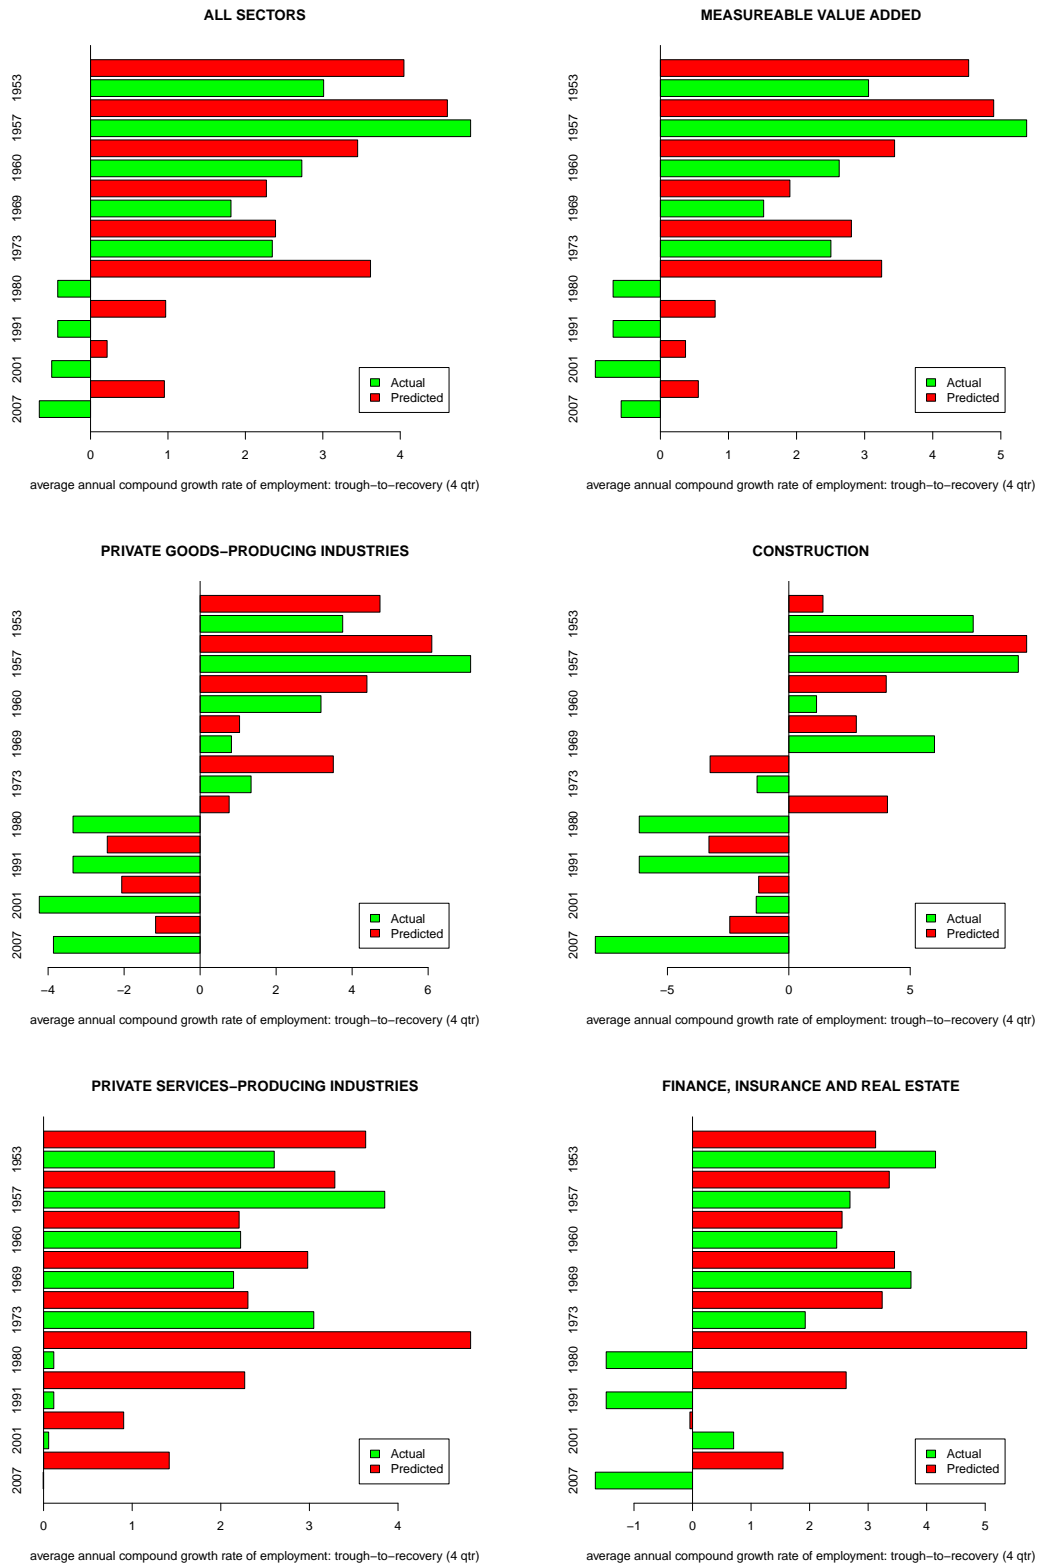 ALL SECTORS
1953
1957
1960
1969
1973
1980
1991
2001
2007
Actual
Predicted
0 1 2 3 4
average annual compound growth rate of employment: trough−to−recovery (4 qtr)
MEASUREABLE VALUE ADDED
1953
1957
1960
1969
1973
1980
1991
2001
2007
Actual
Predicted
0 1 2 3 4 5
average annual compound growth rate of employment: trough−to−recovery (4 qtr)
PRIVATE GOODS−PRODUCING INDUSTRIES
1953
1957
1960
1969
1973
1980
1991
2001
2007
Actual
Predicted
−4 −2 0 2 4 6
average annual compound growth rate of employment: trough−to−recovery (4 qtr)
CONSTRUCTION
1953
1957
1960
1969
1973
1980
1991
2001
2007
Actual
Predicted
−5 0 5
average annual compound growth rate of employment: trough−to−recovery (4 qtr)
PRIVATE SERVICES−PRODUCING INDUSTRIES
1953
1957
1960
1969
1973
1980
1991
2001
2007
Actual
Predicted
0 1 2 3 4
average annual compound growth rate of employment: trough−to−recovery (4 qtr)
FINANCE, INSURANCE AND REAL ESTATE
1953
1957
1960
1969
1973
1980
1991
2001
2007
Actual
Predicted
−1 0 1 2 3 4 5
average annual compound growth rate of employment: trough−to−recovery (4 qtr)